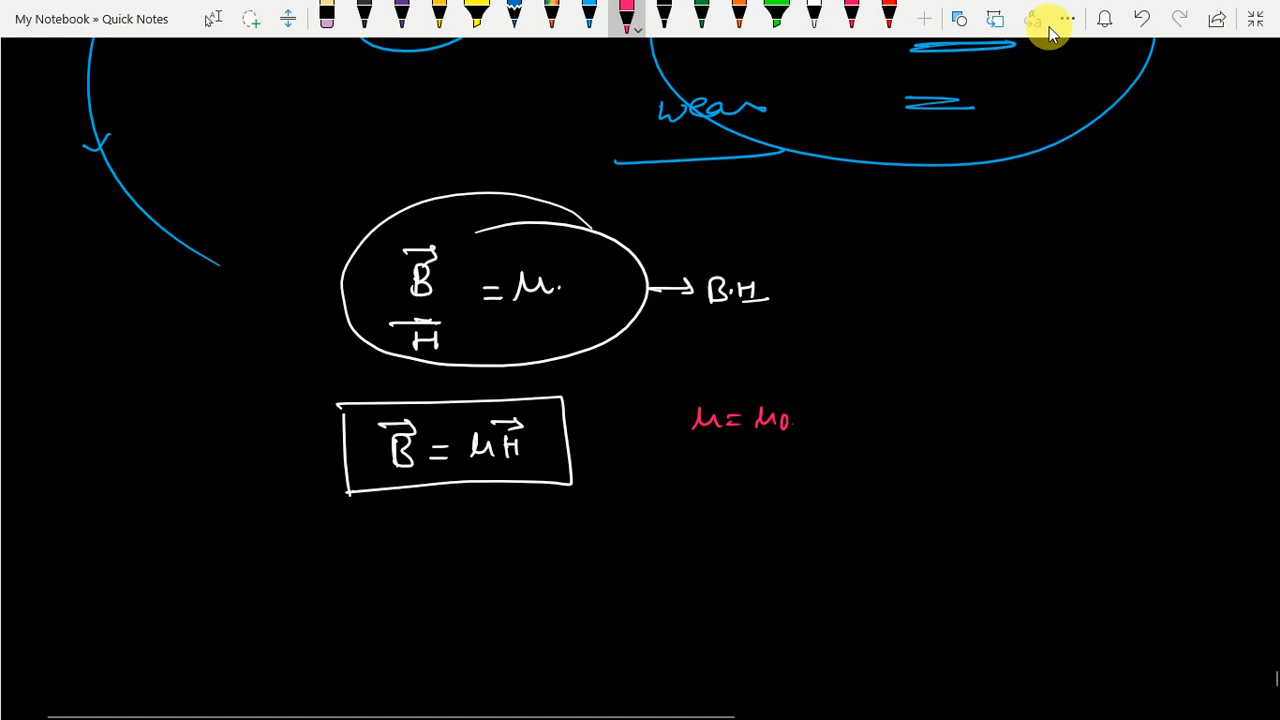 My Notebook » Quick Notes
wear
B⃗
= μ.
H
→ B.H
B⃗ = μH⃗
μ = μ0